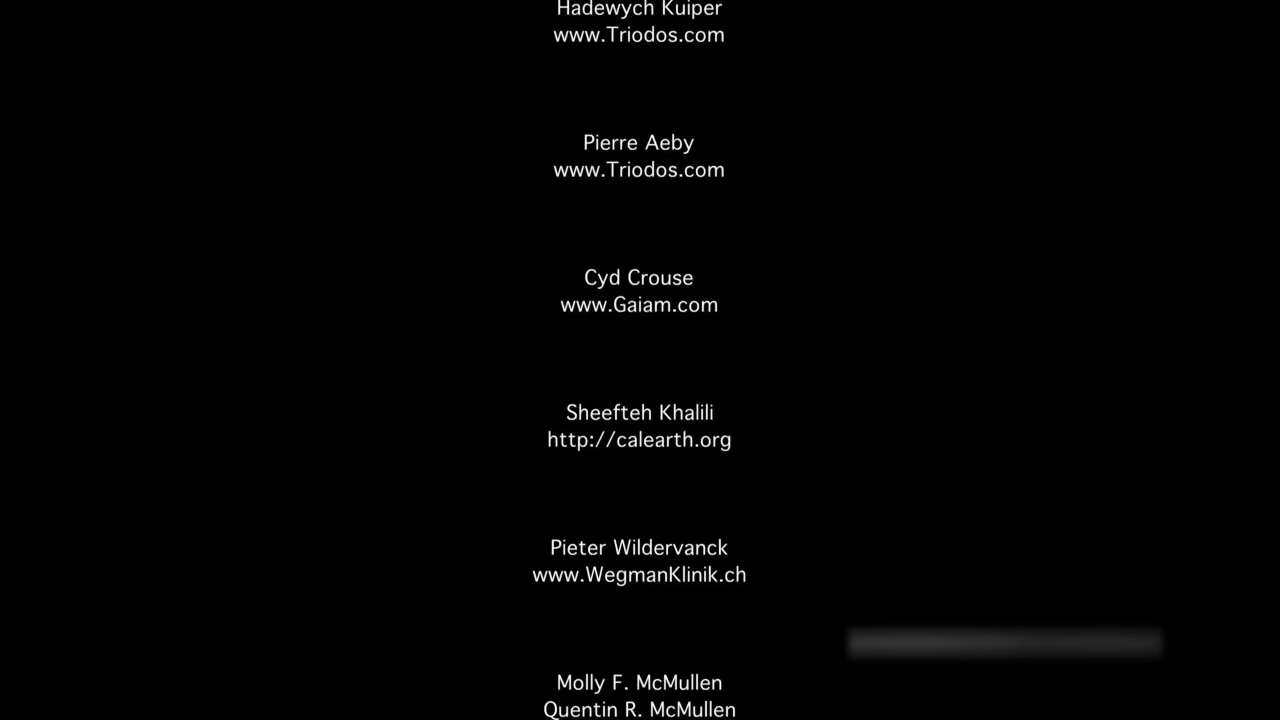 Hadewych Kuiper
www.Triodos.com
Pierre Aeby
www.Triodos.com
Cyd Crouse
www.Gaiam.com
Sheefteh Khalili
http://calearth.org
Pieter Wildervanck
www.WegmanKlinik.ch
Molly F. McMullen
Quentin R. McMullen